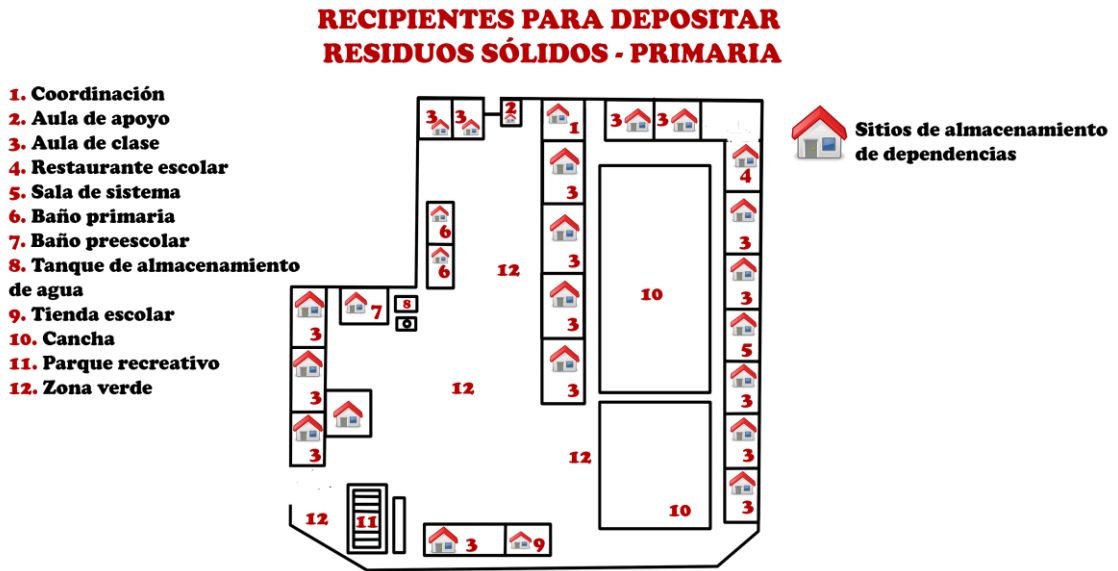 RECIPIENTES PARA DEPOSITAR
RESIDUOS SÓLIDOS - PRIMARIA
1. Coordinación
2. Aula de apoyo
3. Aula de clase
4. Restaurante escolar
5. Sala de sistema
6. Baño primaria
7. Baño preescolar
8. Tanque de almacenamiento
de agua
9. Tienda escolar
10. Cancha
11. Parque recreativo
12. Zona verde
Sitios de almacenamiento
de dependencias
3 3 2 1 3 3
4
3
6 3
6 12 3
10 3
7 8 3 5
3
12 3
3 3
3
12
3
3
12 11 10
3 9